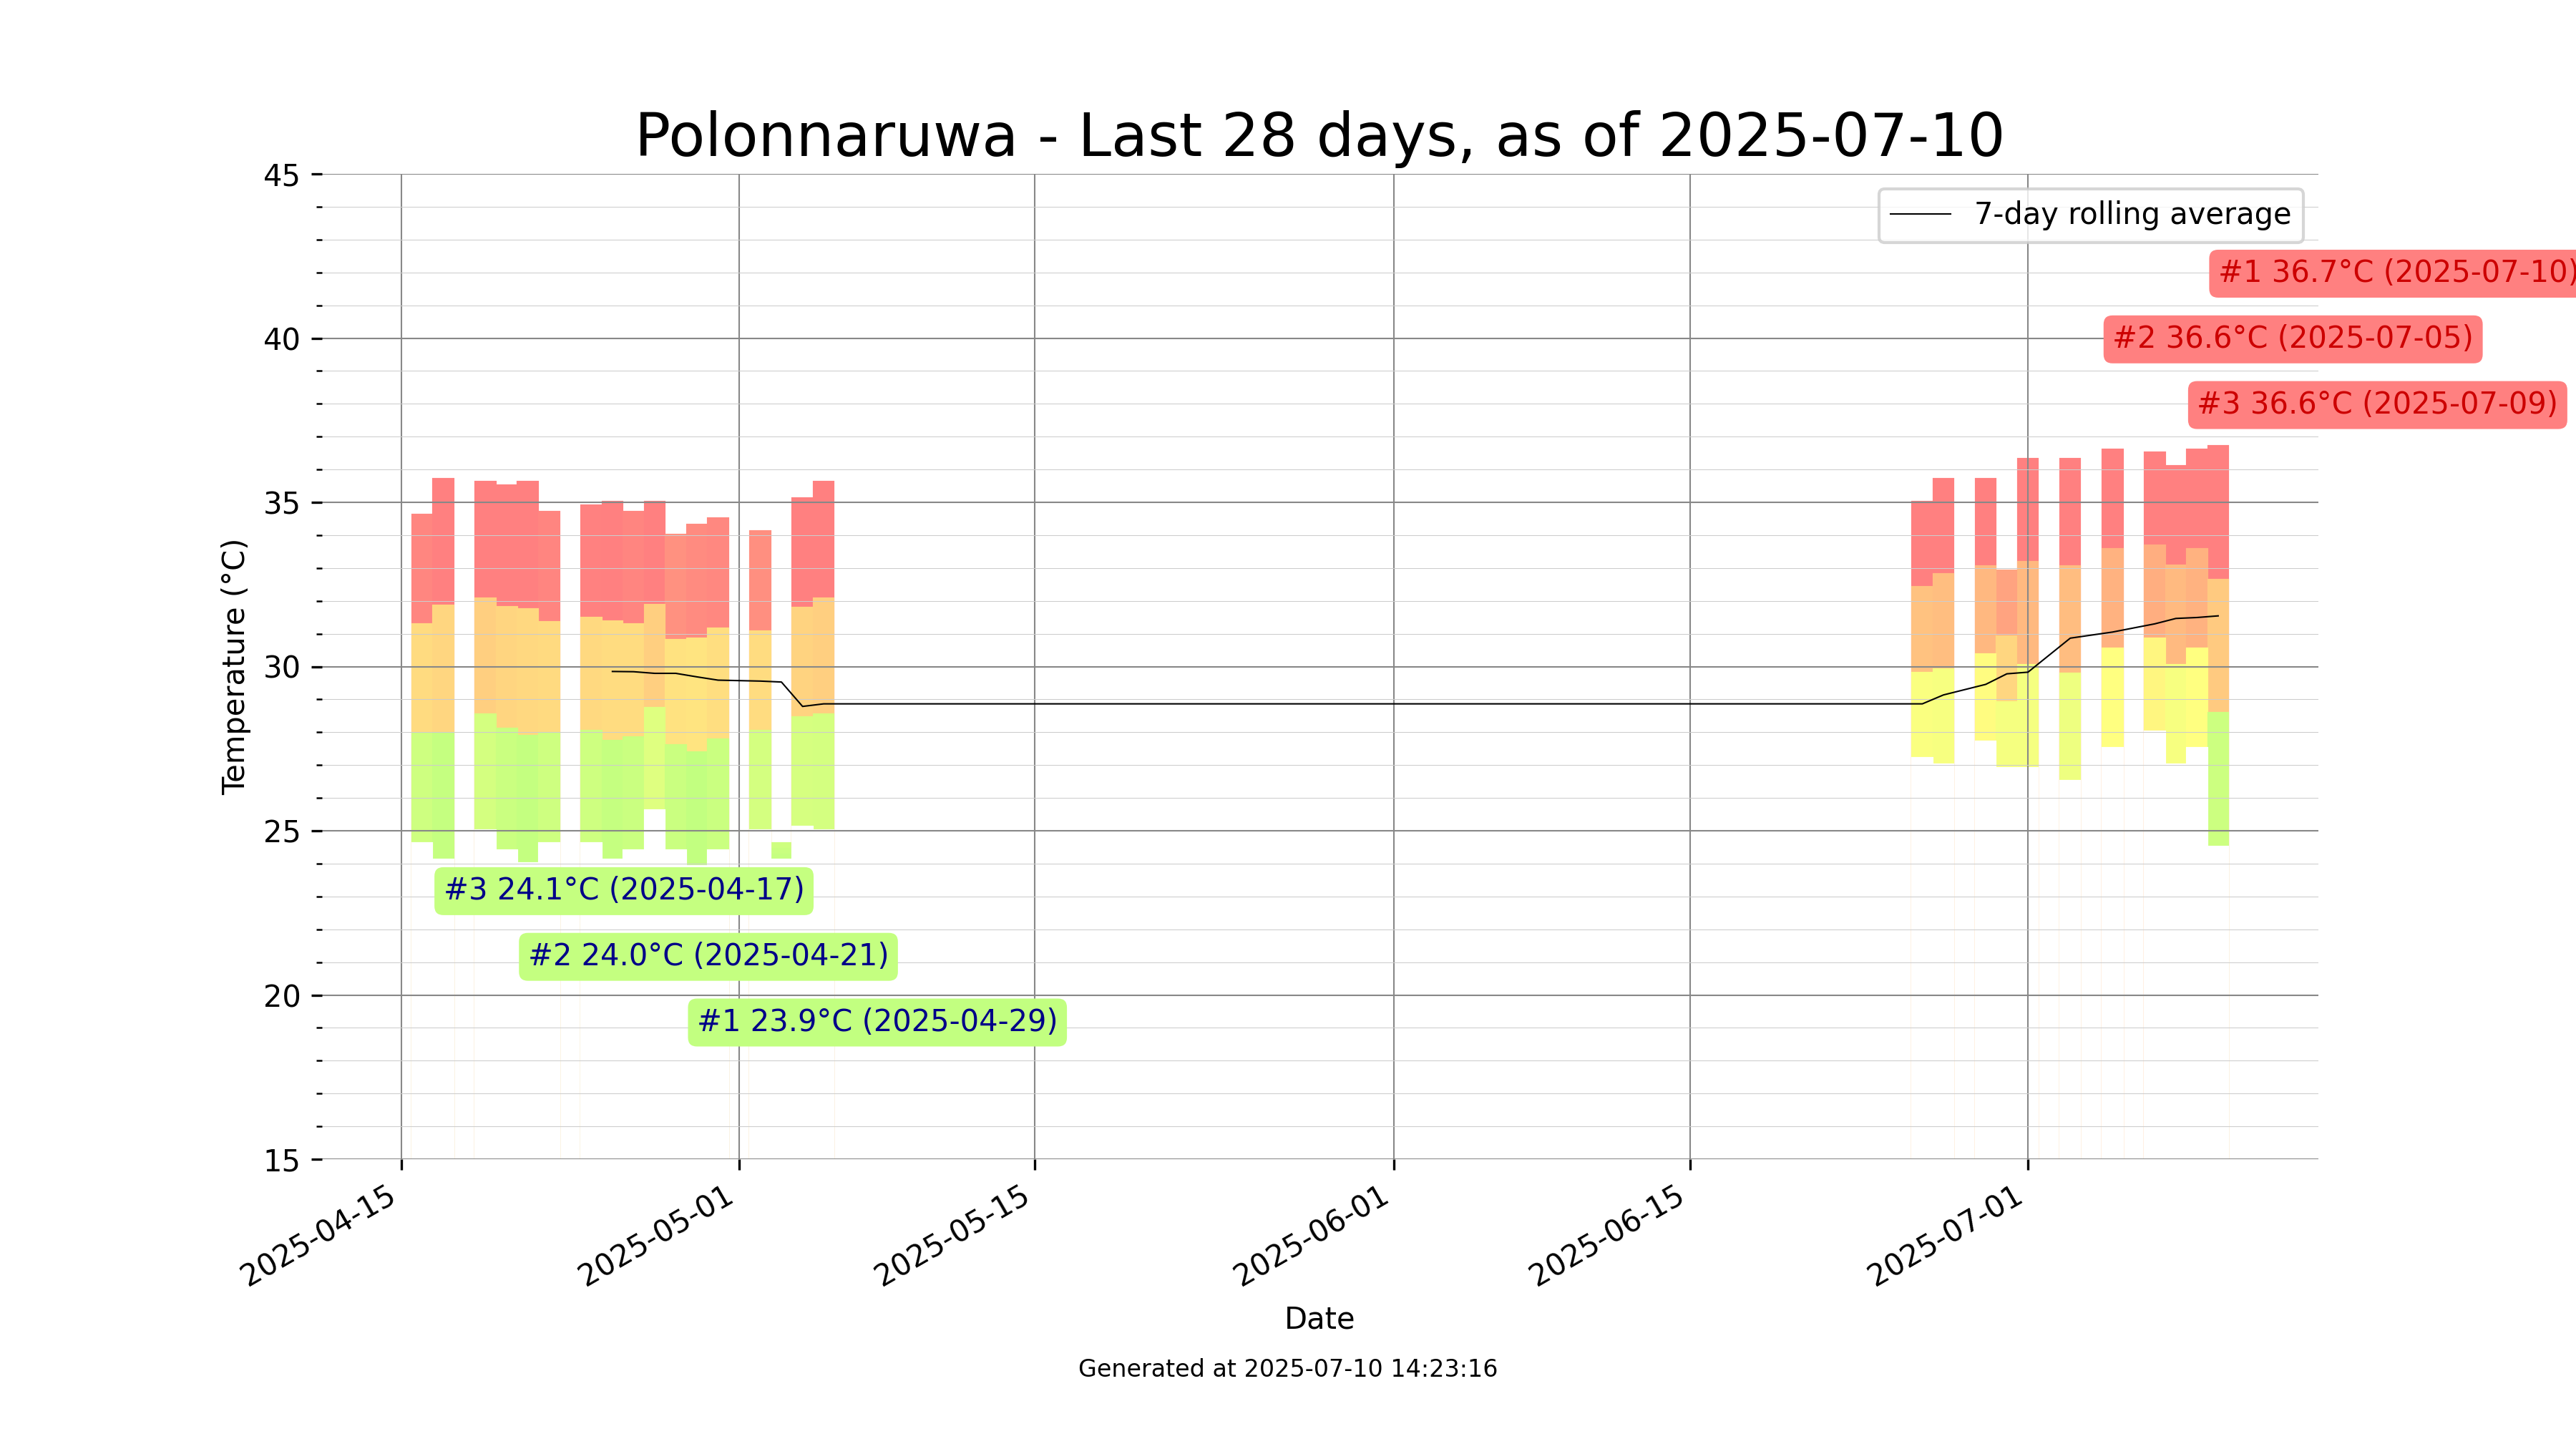 Polonnaruwa - Last 28 days, as of 2025-07-10
45
7-day rolling average
#1 36.7°C (2025-07-10)
40
#2 36.6°C (2025-07-05)
#3 36.6°C (2025-07-09)
35
30
Temperature (°C)
25
#3 24.1°C (2025-04-17)
#2 24.0°C (2025-04-21)
20
#1 23.9°C (2025-04-29)
15
2025-04-15
2025-05-01
2025-05-15
2025-06-01
2025-06-15
2025-07-01
Date
Generated at 2025-07-10 14:23:16